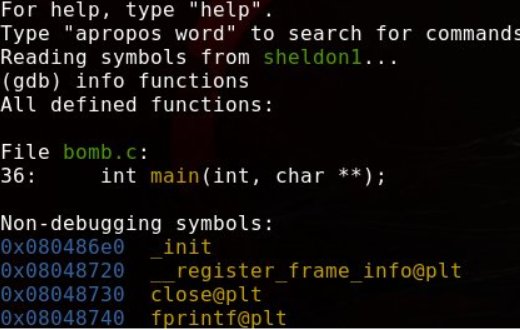 For help, type "help".
Type "apropos word" to search for commands
Reading symbols from sheldon1...
(gdb) info functions
All defined functions:
File bomb.c:
36:     int main(int, char **);
Non-debugging symbols:
0x080486e0  _init
0x08048720  __register_frame_info@plt
0x08048730  close@plt
0x08048740  fprintf@plt